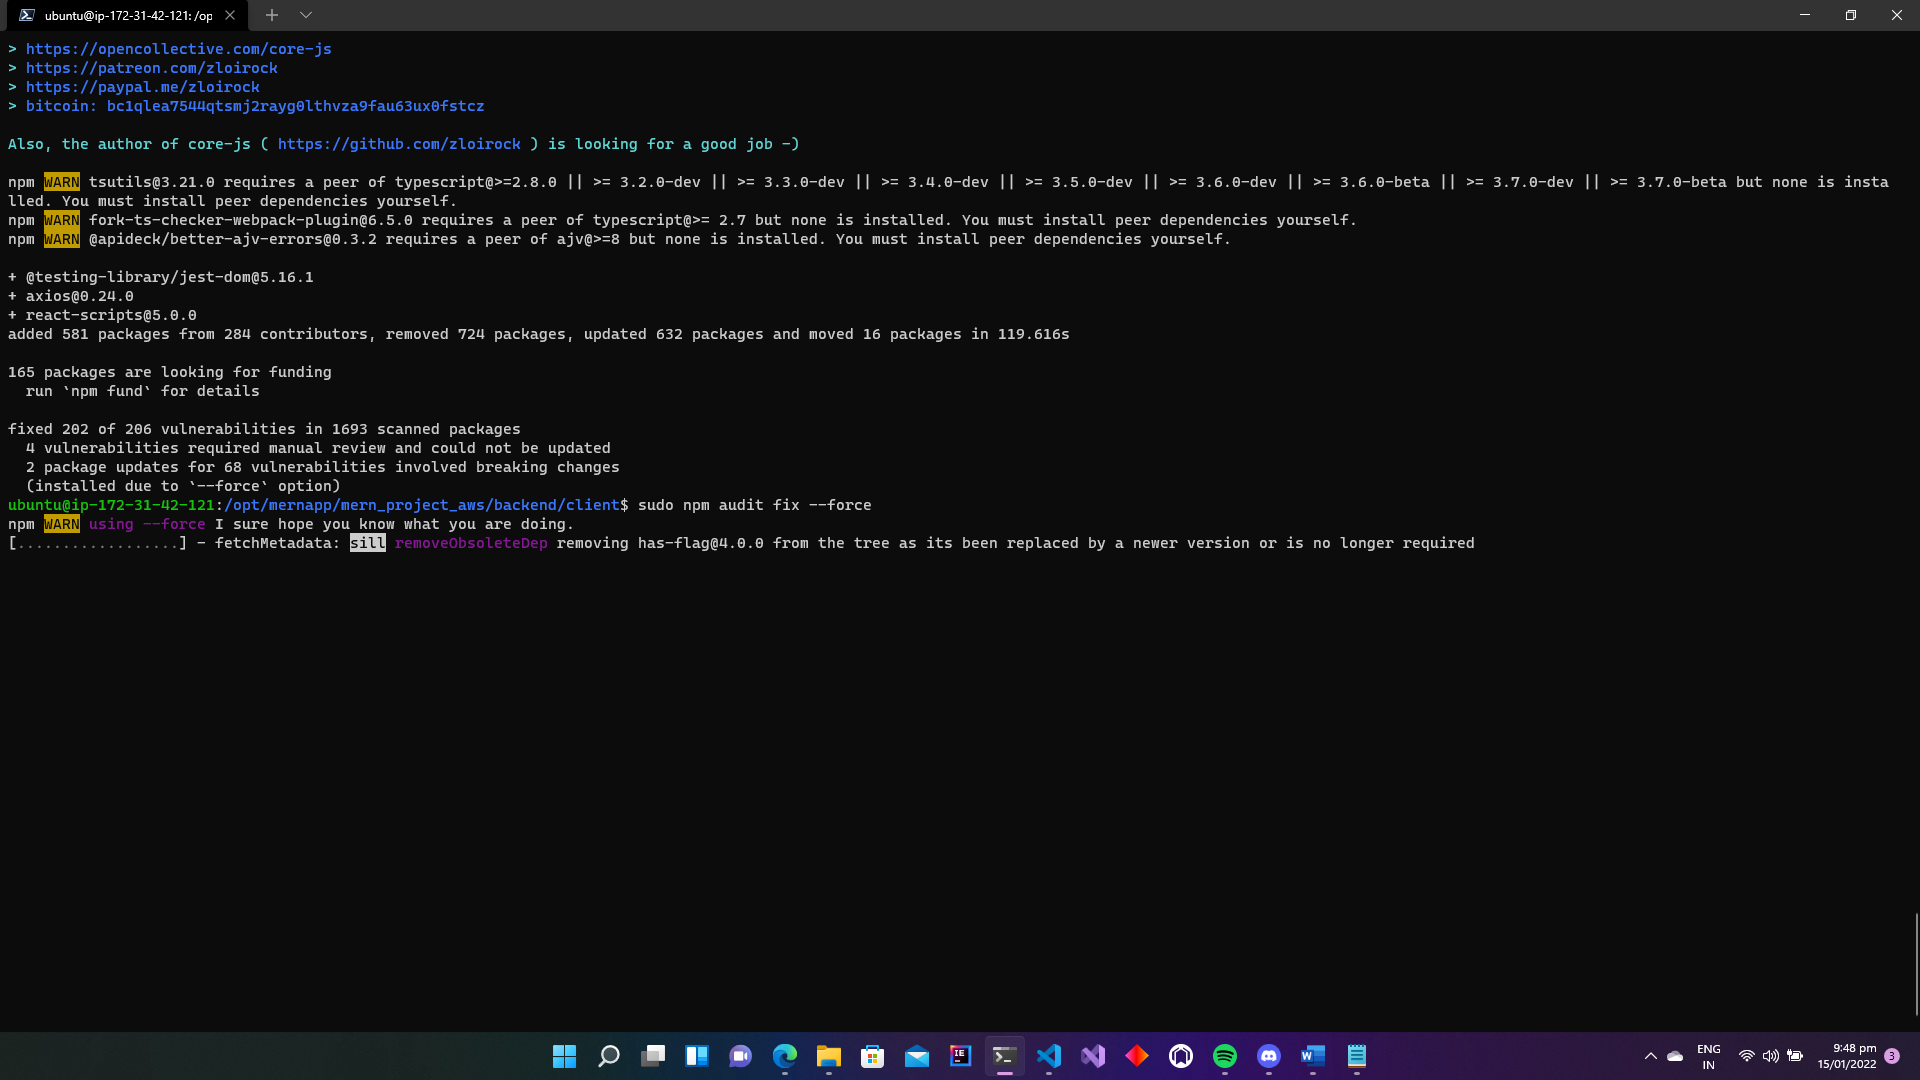 ubuntu@ip-172-31-42-121: /op
> https://opencollective.com/core-js
> https://patreon.com/zloirock
> https://paypal.me/zloirock
> bitcoin: bc1qlea7544qtsmj2rayg0lthvza9fau63ux0fstcz
Also, the author of core-js ( https://github.com/zloirock ) is looking for a good job -)
npm WARN tsutils@3.21.0 requires a peer of typescript@>=2.8.0 || >= 3.2.0-dev || >= 3.3.0-dev || >= 3.4.0-dev || >= 3.5.0-dev || >= 3.6.0-dev || >= 3.6.0-beta || >= 3.7.0-dev || >= 3.7.0-beta but none is insta
lled. You must install peer dependencies yourself.
npm WARN fork-ts-checker-webpack-plugin@6.5.0 requires a peer of typescript@>= 2.7 but none is installed. You must install peer dependencies yourself.
npm WARN @apideck/better-ajv-errors@0.3.2 requires a peer of ajv@>=8 but none is installed. You must install peer dependencies yourself.
+ @testing-library/jest-dom@5.16.1
+ axios@0.24.0
+ react-scripts@5.0.0
added 581 packages from 284 contributors, removed 724 packages, updated 632 packages and moved 16 packages in 119.616s
165 packages are looking for funding
run `npm fund` for details
fixed 202 of 206 vulnerabilities in 1693 scanned packages
4 vulnerabilities required manual review and could not be updated
2 package updates for 68 vulnerabilities involved breaking changes
(installed due to `--force` option)
ubuntu@ip-172-31-42-121:/opt/mernapp/mern_project_aws/backend/client$ sudo npm audit fix --force
npm WARN using --force I sure hope you know what you are doing.
[..................] - fetchMetadata: sill removeObsoleteDep removing has-flag@4.0.0 from the tree as its been replaced by a newer version or is no longer required
ENG
IN
9:48 pm
15/01/2022
3